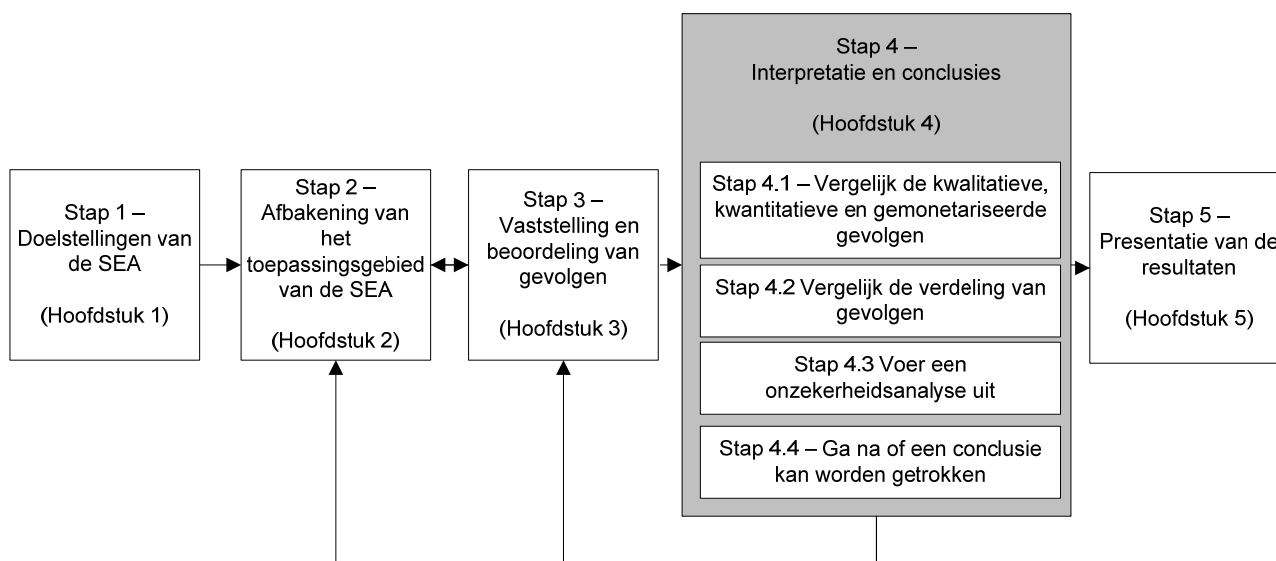 Stap 1 –
Doelstellingen van
de SEA
(Hoofdstuk 1)
Stap 2 –
Afbakening van
het
toepassingsgebied
van de SEA
(Hoofdstuk 2)
Stap 3 –
Vaststelling en
beoordeling van
gevolgen
(Hoofdstuk 3)
Stap 4 –
Interpretatie en conclusies
(Hoofdstuk 4)
Stap 4.1 – Vergelijk de kwalitatieve,
kwantitatieve en gemonetariseerde
gevolgen
Stap 4.2 Vergelijk de verdeling van
gevolgen
Stap 4.3 Voer een
onzekerheidsanalyse uit
Stap 4.4 – Ga na of een conclusie
kan worden getrokken
Stap 5 –
Presentatie van de
resultaten
(Hoofdstuk 5)